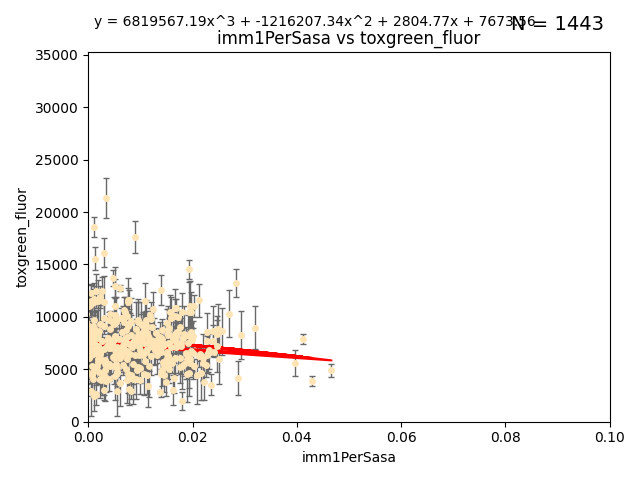 y = 6819567.19x^3 + -1216207.34x^2 + 2804.77x + 7673.56
N = 1443
imm1PerSasa vs toxgreen_fluor
35000
30000
25000
20000
15000
10000
5000
0
toxgreen_fluor
0.00 0.02 0.04 0.06 0.08 0.10
imm1PerSasa